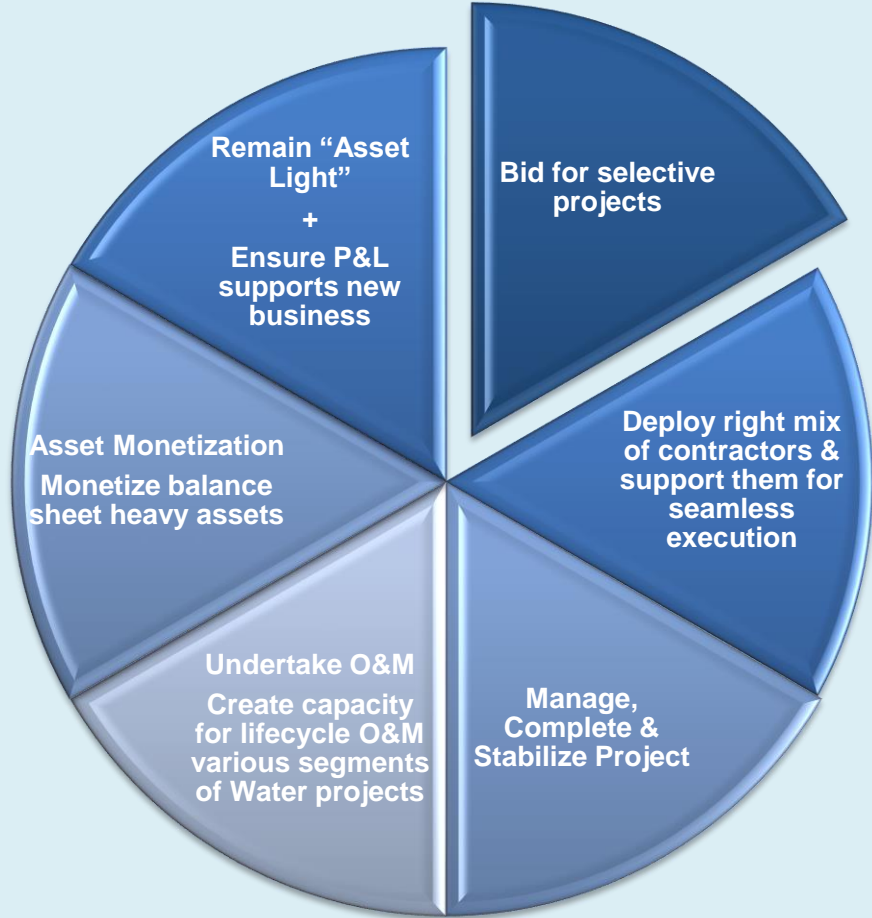 Bid for selective
projects
Deploy right mix
of contractors &
support them for
seamless
execution
Manage,
Complete &
Stabilize Project
Undertake O&M
Create capacity
for lifecycle O&M
various segments
of Water projects
Asset Monetization
Monetize balance
sheet heavy assets
Remain “Asset
Light”
+
Ensure P&L
supports new
business